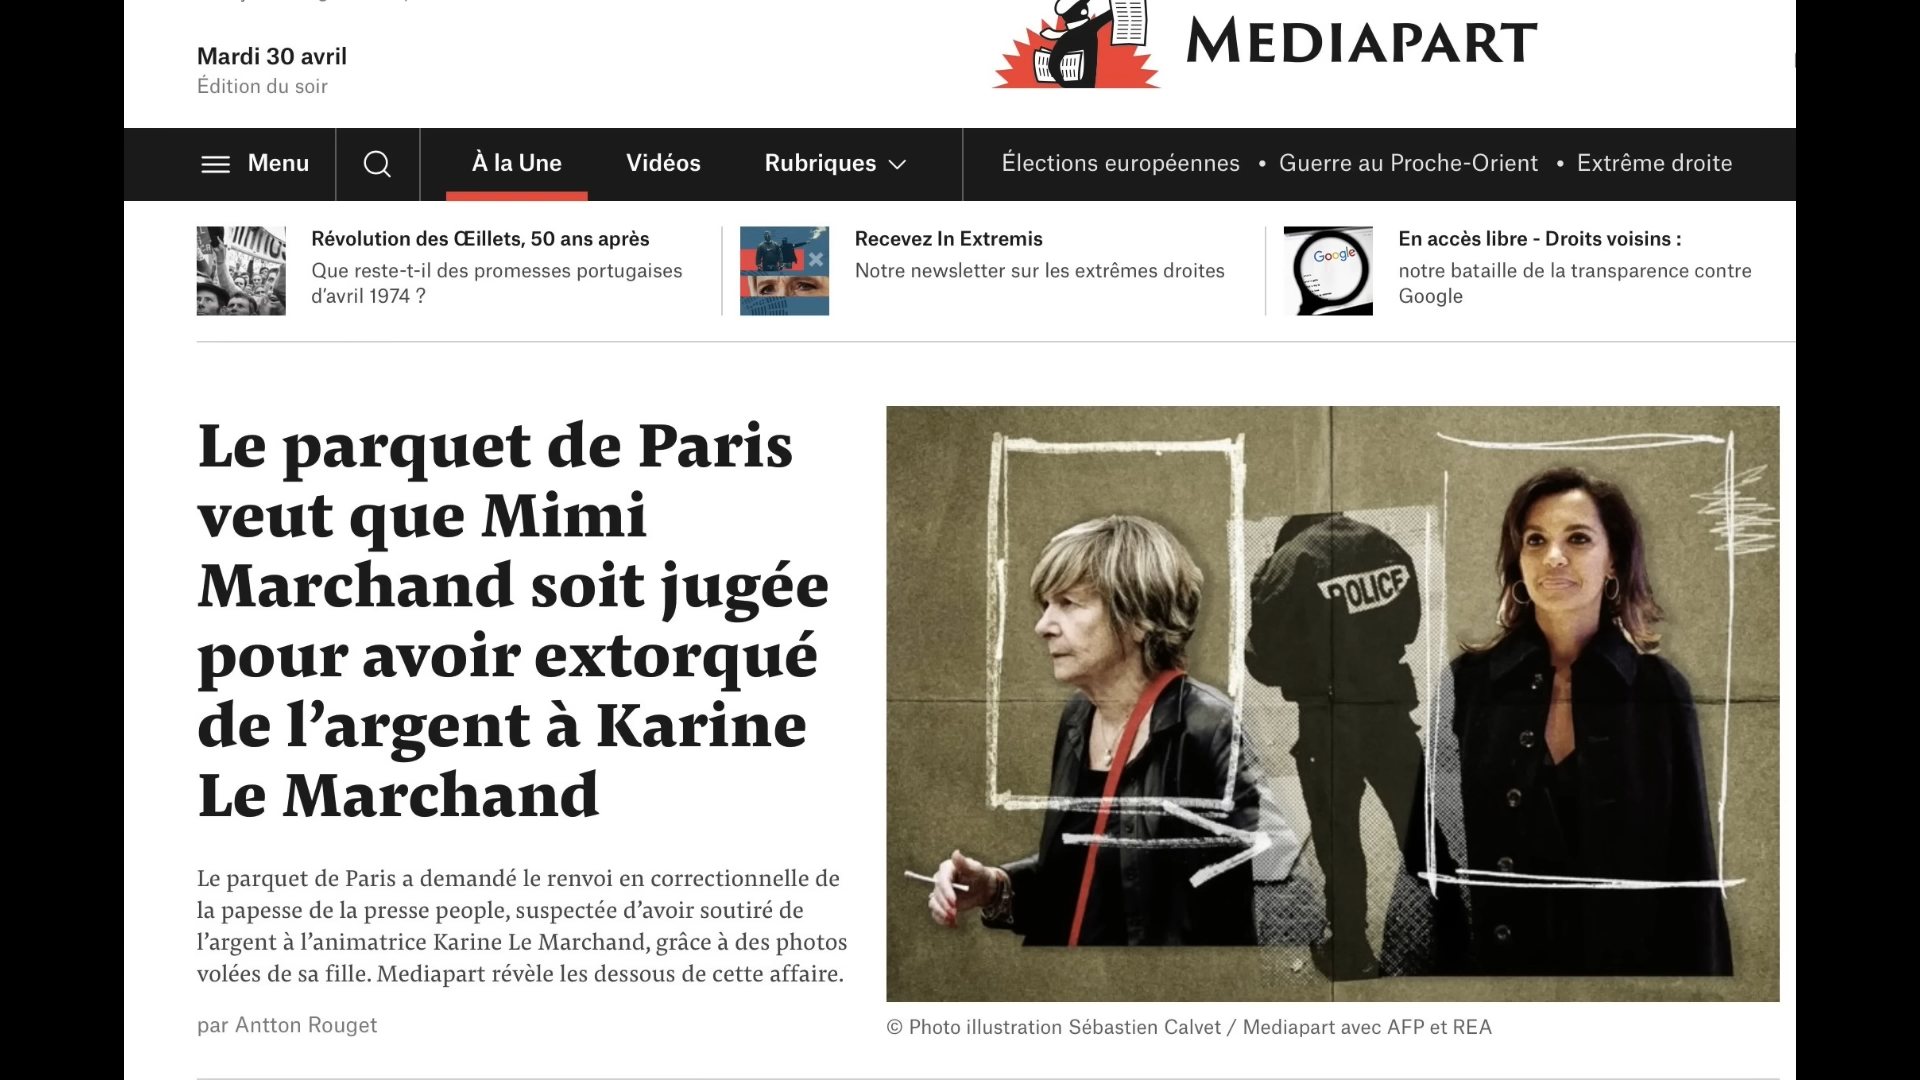 Mardi 30 avril
Édition du soir
MEDIAPART
Menu
À la Une
Vidéos
Rubriques
Élections européennes • Guerre au Proche-Orient • Extrême droite
Révolution des Œillets, 50 ans après
Que reste-t-il des promesses portugaises
d’avril 1974 ?
Recevez In Extremis
Notre newsletter sur les extrêmes droites
Google
En accès libre - Droits voisins :
notre bataille de la transparence contre
Google
Le parquet de Paris
veut que Mimi
Marchand soit jugée
pour avoir extorqué
de l’argent à Karine
Le Marchand
Le parquet de Paris a demandé le renvoi en correctionnelle de
la papesse de la presse people, suspectée d’avoir soutiré de
l’argent à l’animatrice Karine Le Marchand, grâce à des photos
volées de sa fille. Mediapart révèle les dessous de cette affaire.
par Antton Rouget
POLICE
© Photo illustration Sébastien Calvet / Mediapart avec AFP et REA